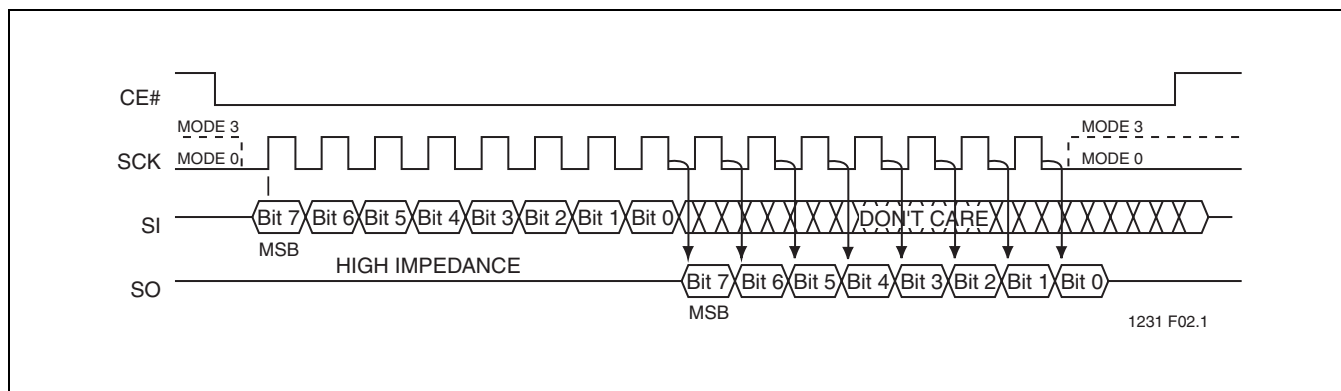 CE#
MODE 3 MODE 3
SCK MODE 0 MODE 0
SI Bit 7 Bit 6 Bit 5 Bit 4 Bit 3 Bit 2 Bit 1 Bit 0 DON'T CARE
MSB
HIGH IMPEDANCE
SO Bit 7 Bit 6 Bit 5 Bit 4 Bit 3 Bit 2 Bit 1 Bit 0
MSB
1231 F02.1